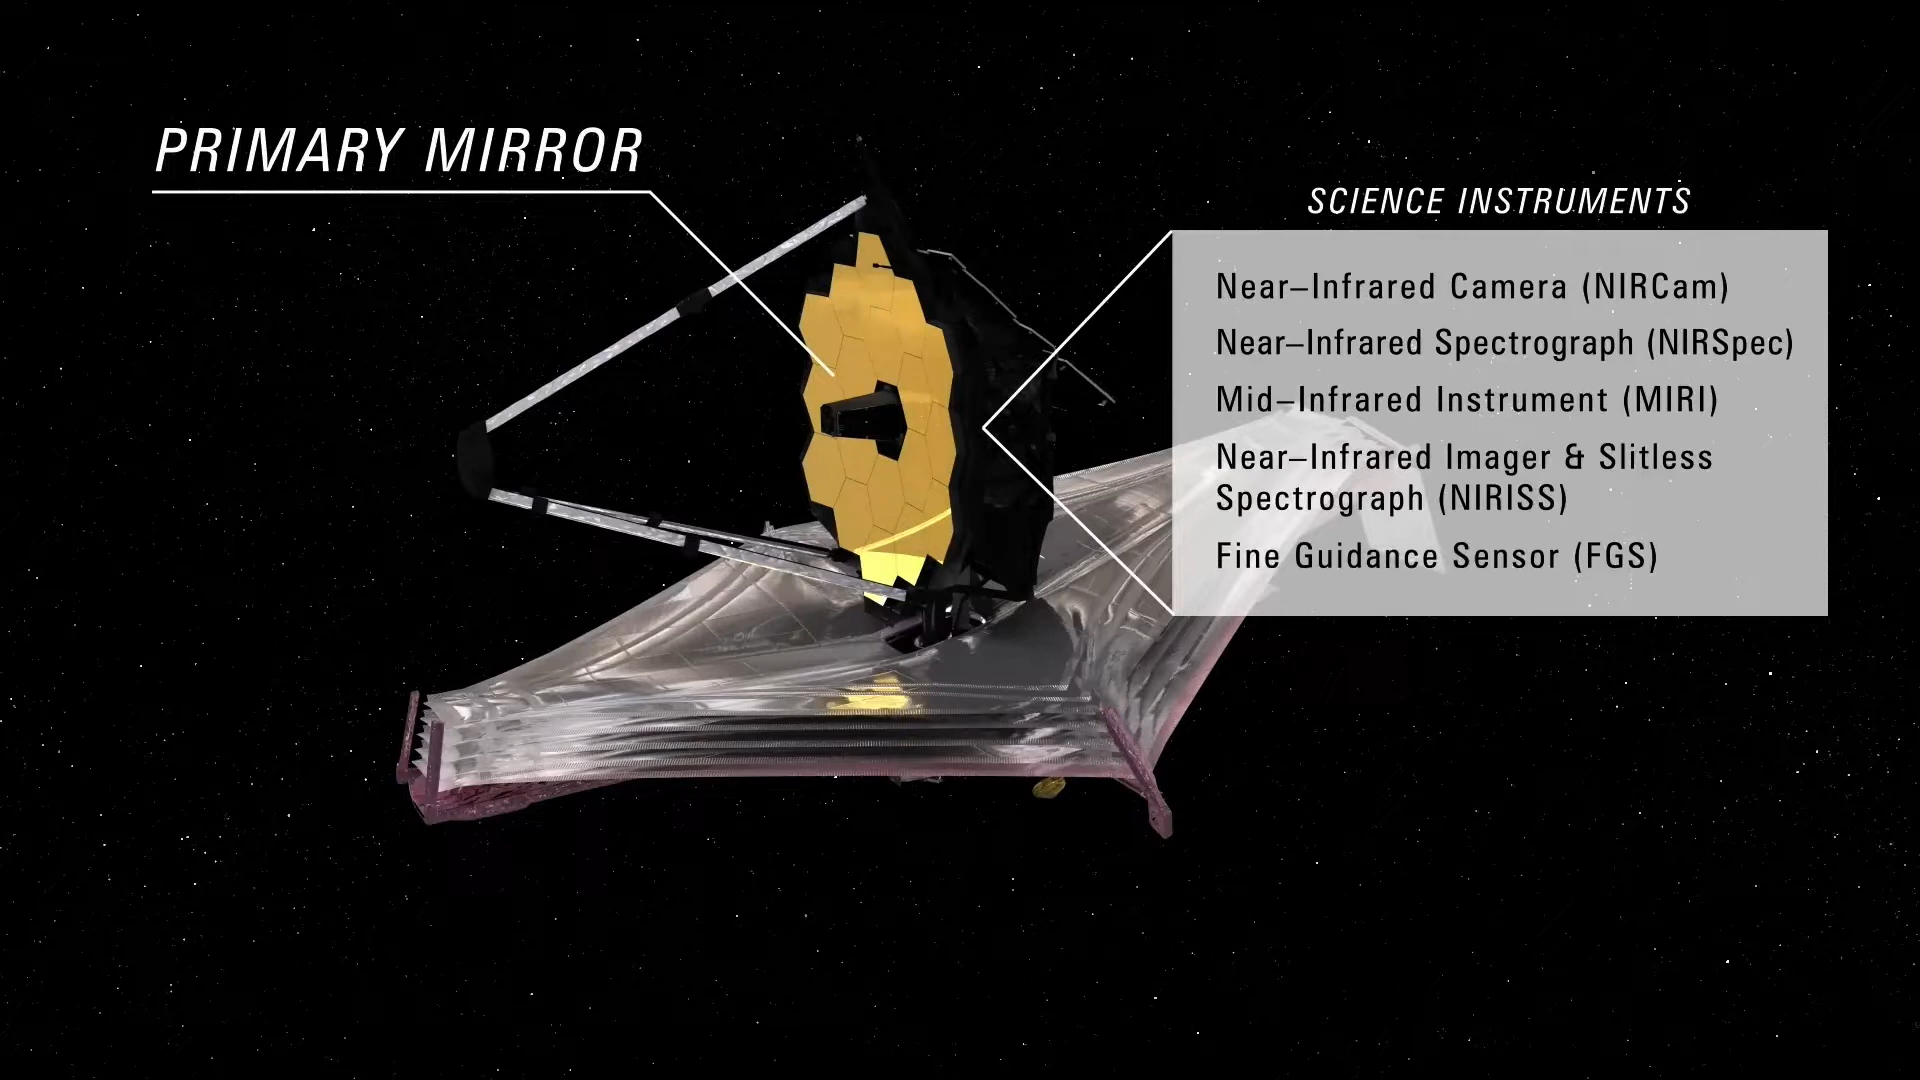 PRIMARY MIRROR
SCIENCE INSTRUMENTS
Near–Infrared Camera (NIRCam)
Near–Infrared Spectrograph (NIRSpec)
Mid–Infrared Instrument (MIRI)
Near–Infrared Imager & Slitless
Spectrograph (NIRISS)
Fine Guidance Sensor (FGS)